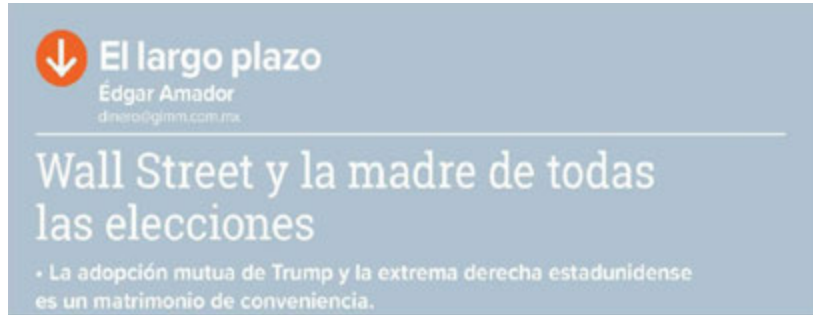 El largo plazo
Édgar Amador
dinero@gimm.com.mx
Wall Street y la madre de todas
las elecciones
• La adopción mutua de Trump y la extrema derecha estadunidense
es un matrimonio de conveniencia.